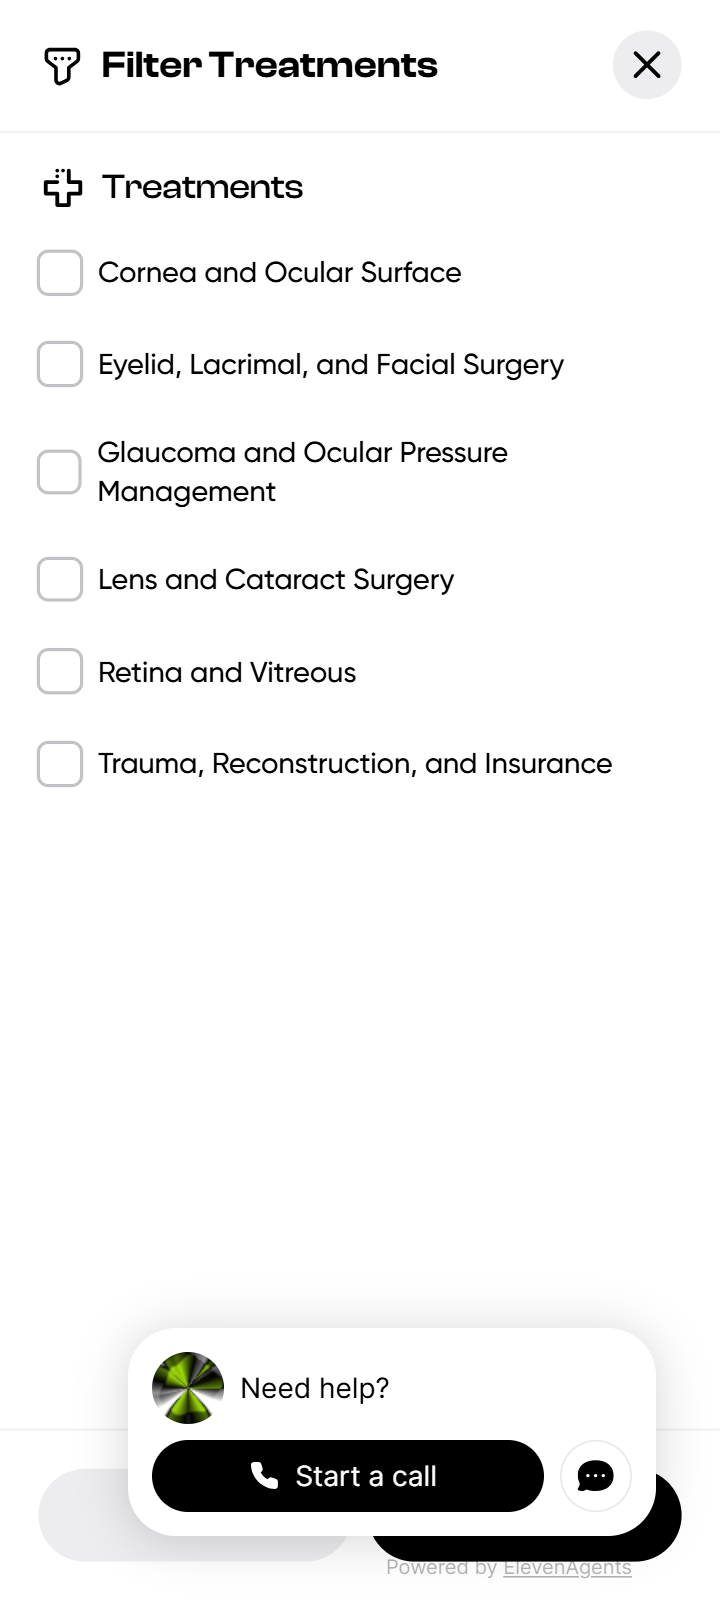 Filter Treatments
Treatments
Cornea and Ocular Surface
Eyelid, Lacrimal, and Facial Surgery
Glaucoma and Ocular Pressure
Management
Lens and Cataract Surgery
Retina and Vitreous
Trauma, Reconstruction, and Insurance
Need help?
Start a call
Powered by ElevenAgents